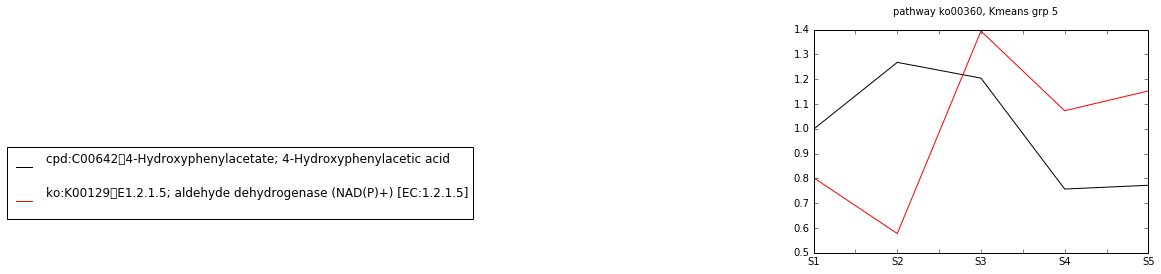 pathway ko00360, Kmeans grp 5
1.4
1.3
1.2
1.1
1.0
0.9
0.8
0.7
0.6
0.5
S1 S2 S3 S4 S5
cpd:C00642▯4-Hydroxyphenylacetate; 4-Hydroxyphenylacetic acid
ko:K00129▯E1.2.1.5; aldehyde dehydrogenase (NAD(P)+) [EC:1.2.1.5]